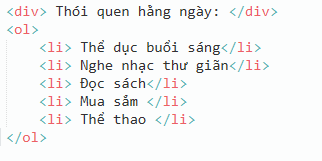 <div> Thói quen hằng ngày: </div>
<ol>
<li> Thể dục buổi sáng</li>
<li> Nghe nhạc thư giãn</li>
<li> Đọc sách</li>
<li> Mua sắm </li>
<li> Thể thao </li>
</ol>